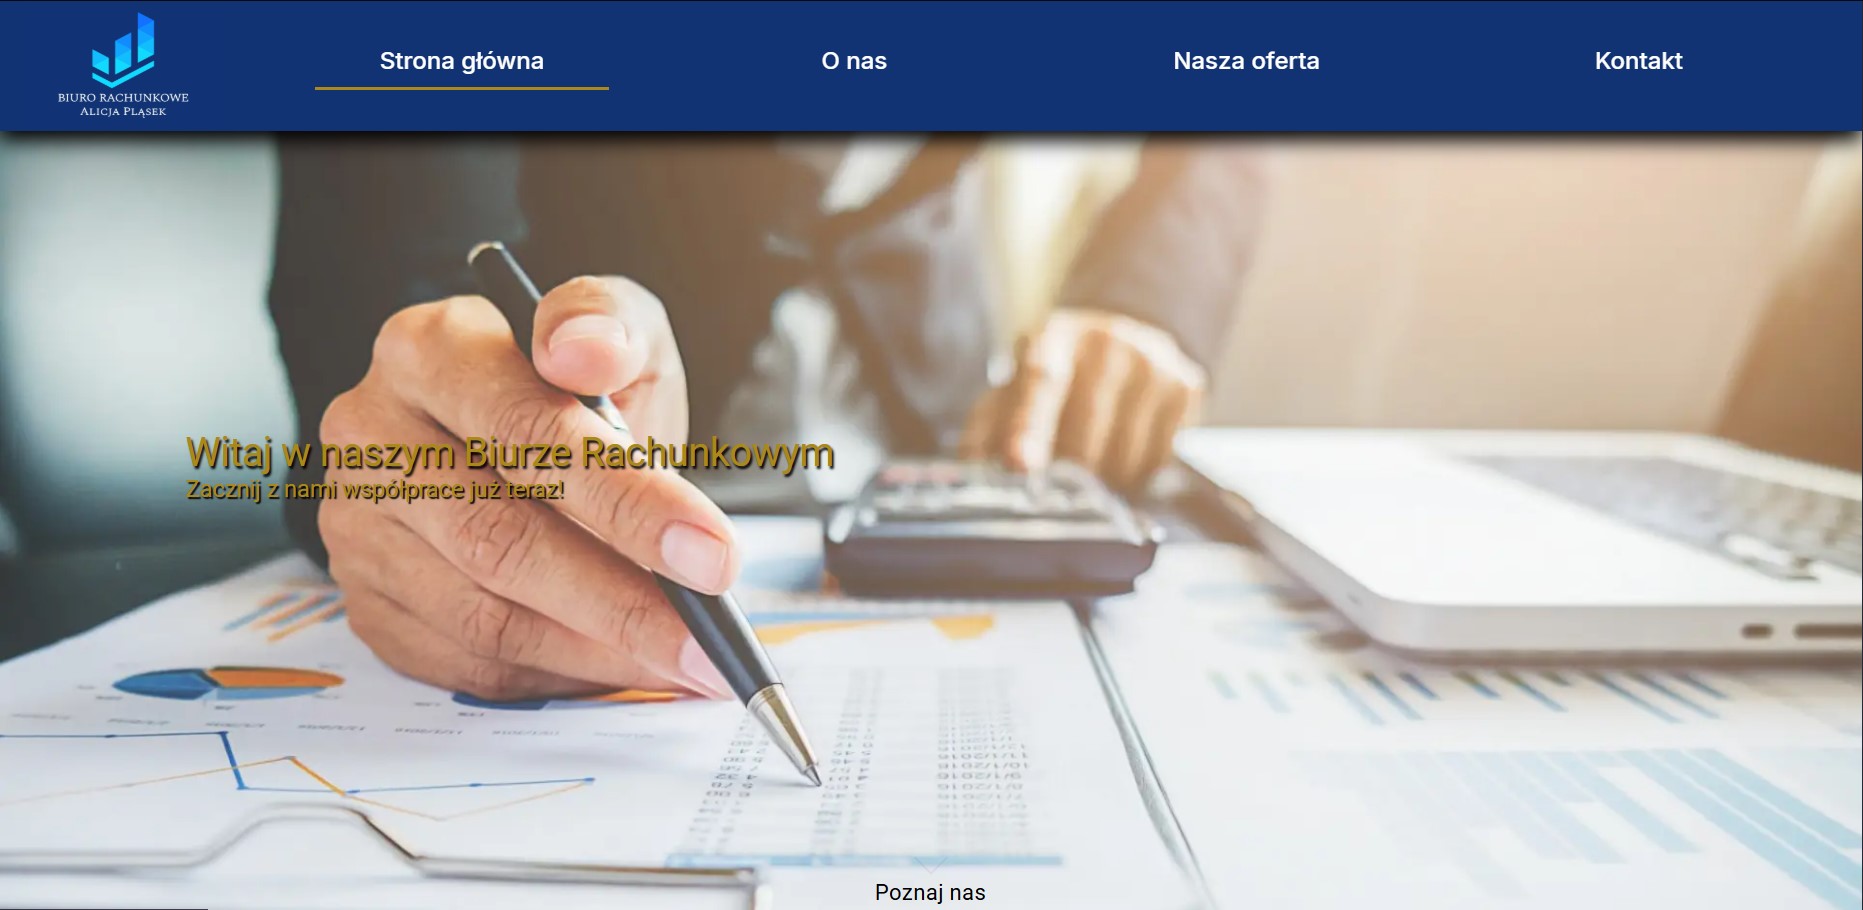 BIURO RACHUNKOWE
ALICJA PLĄSEK
Strona główna
O nas
Nasza oferta
Kontakt
Witaj w naszym Biurze Rachunkowym
Zacznij z nami współprace już teraz!
Poznaj nas